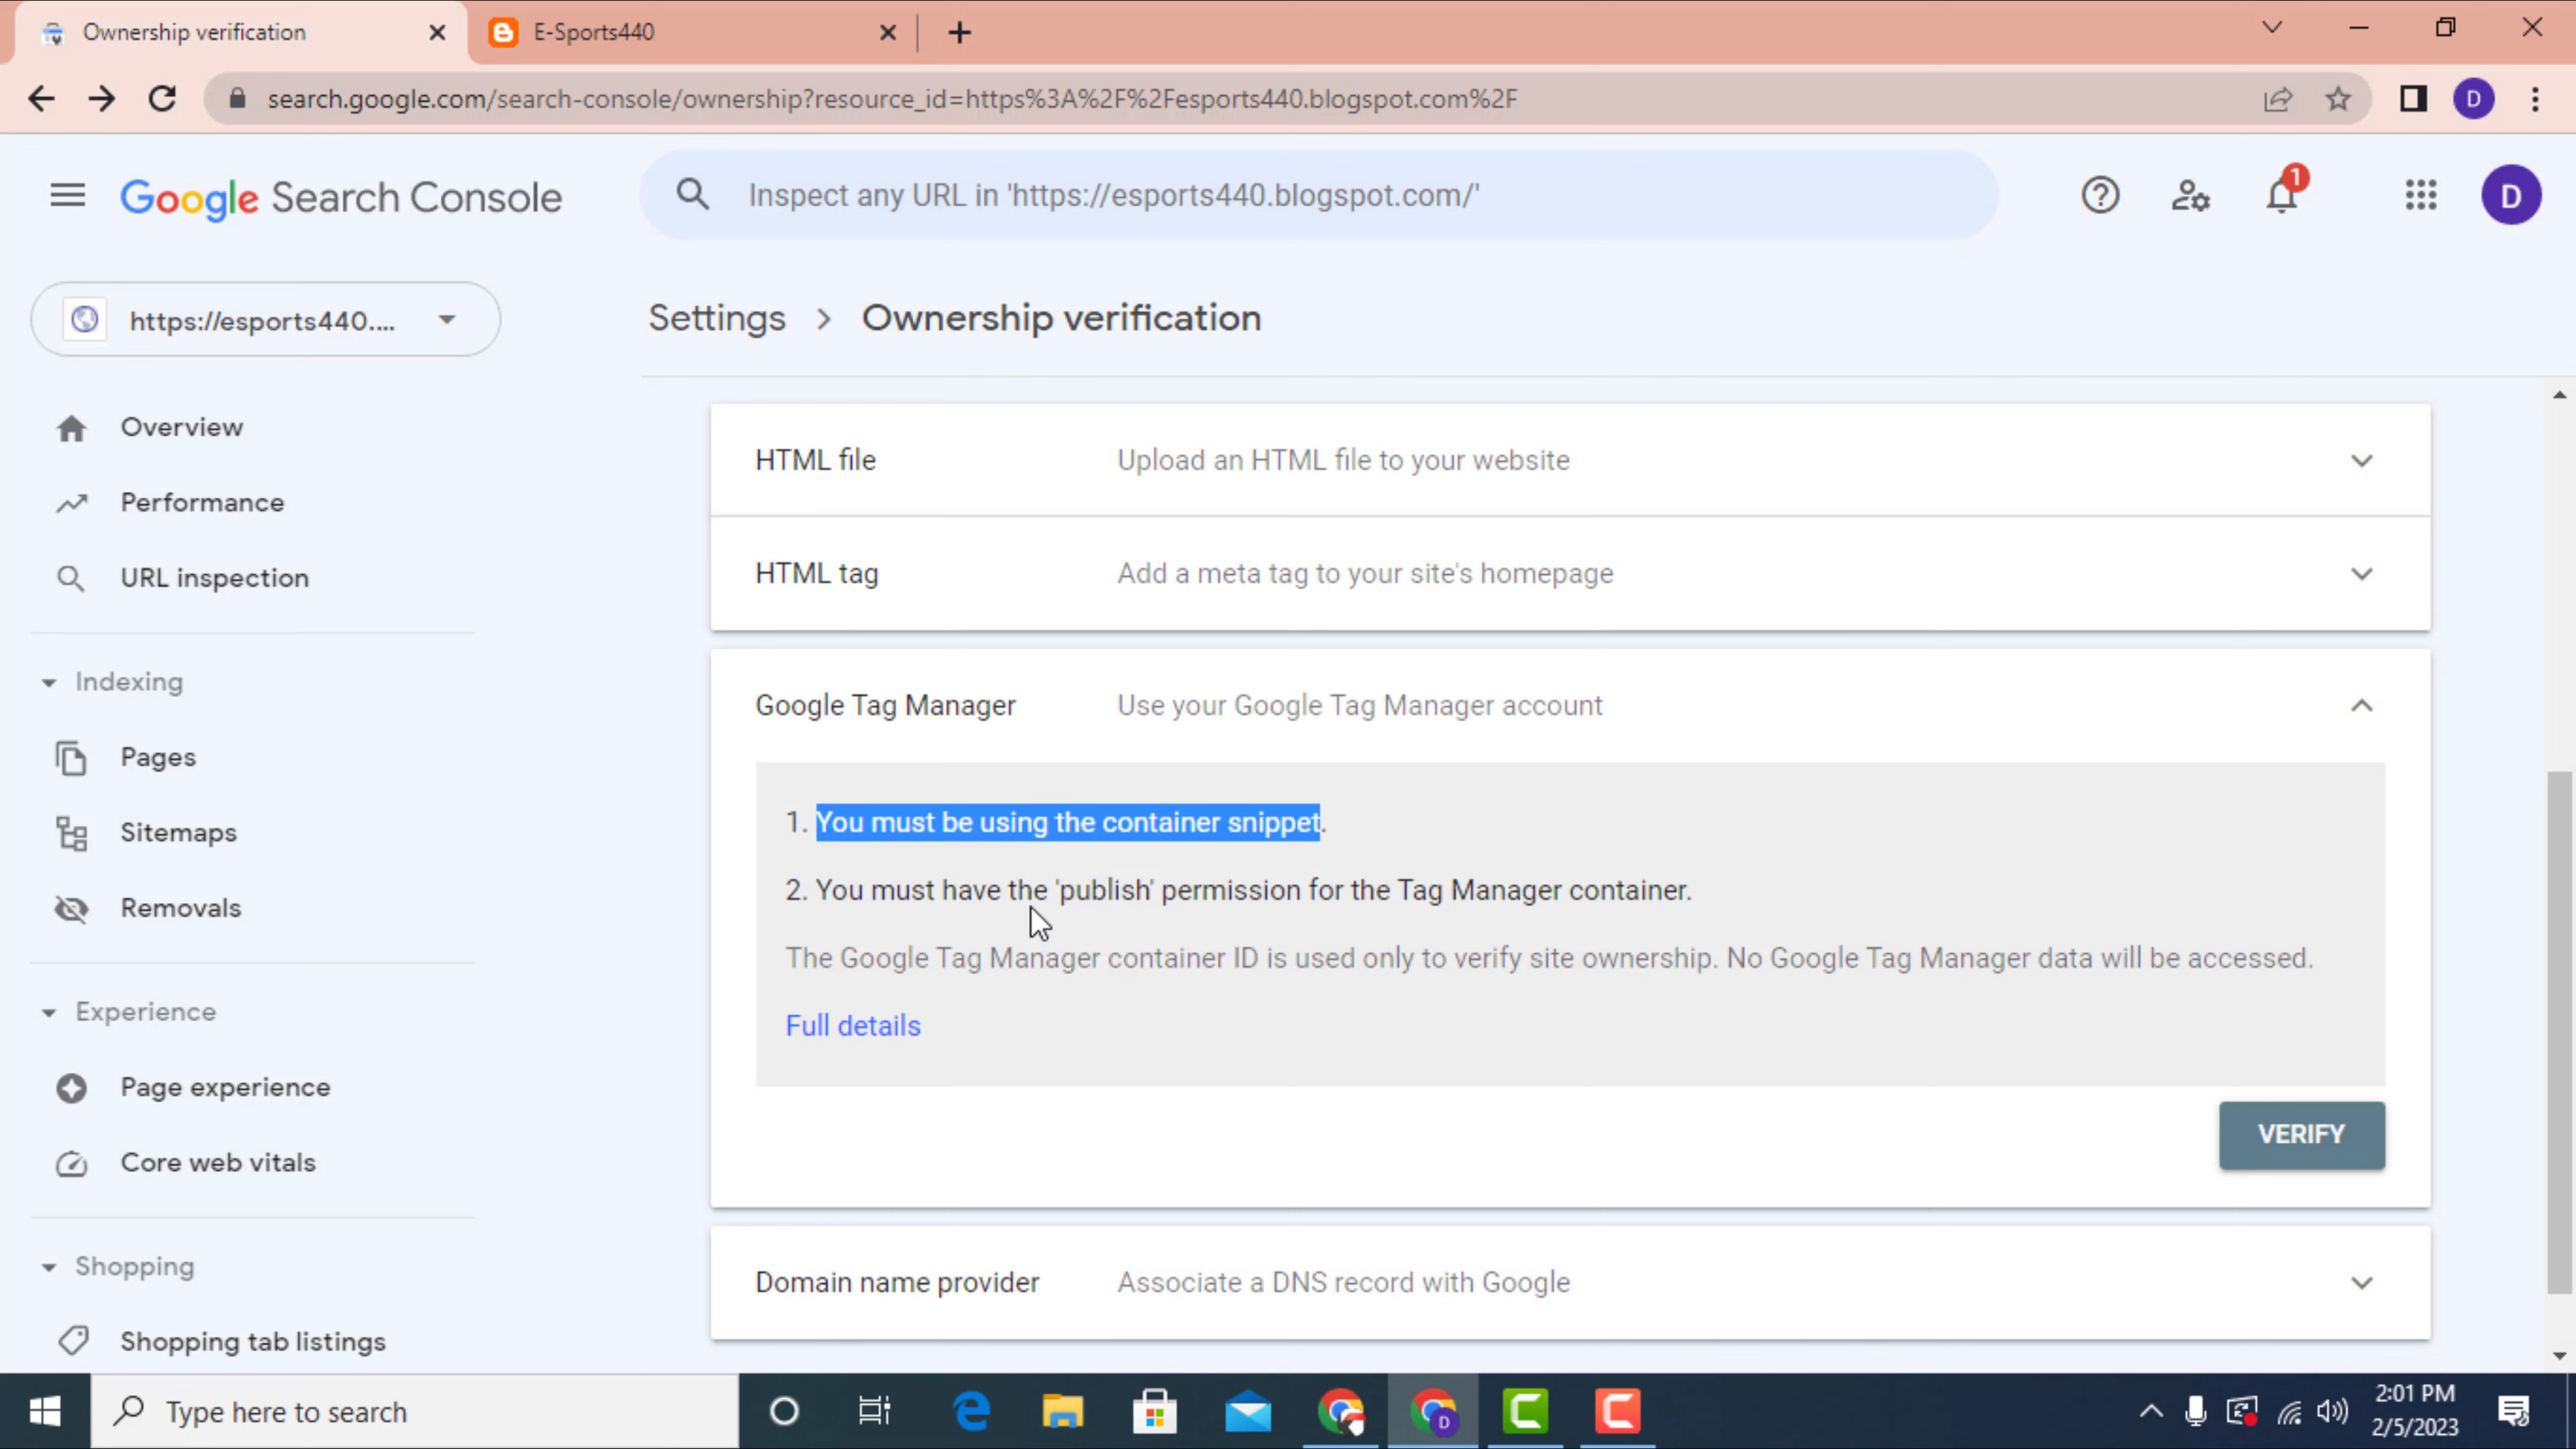 Ownership verification
E-Sports440
search.google.com/search-console/ownership?resource_id=https%3A%2F%2Fesports440.blogspot.com%2F
D
Google Search Console
Inspect any URL in 'https://esports440.blogspot.com/'
1
D
https://esports440....
Settings > Ownership verification
Overview
Performance
URL inspection
Indexing
Pages
Sitemaps
Removals
Experience
Page experience
Core web vitals
Shopping
Shopping tab listings
HTML file Upload an HTML file to your website
HTML tag Add a meta tag to your site's homepage
Google Tag Manager Use your Google Tag Manager account
1. You must be using the container snippet.
2. You must have the 'publish' permission for the Tag Manager container.
The Google Tag Manager container ID is used only to verify site ownership. No Google Tag Manager data will be accessed.
Full details
VERIFY
Domain name provider Associate a DNS record with Google
Type here to search
D
2:01 PM
2/5/2023